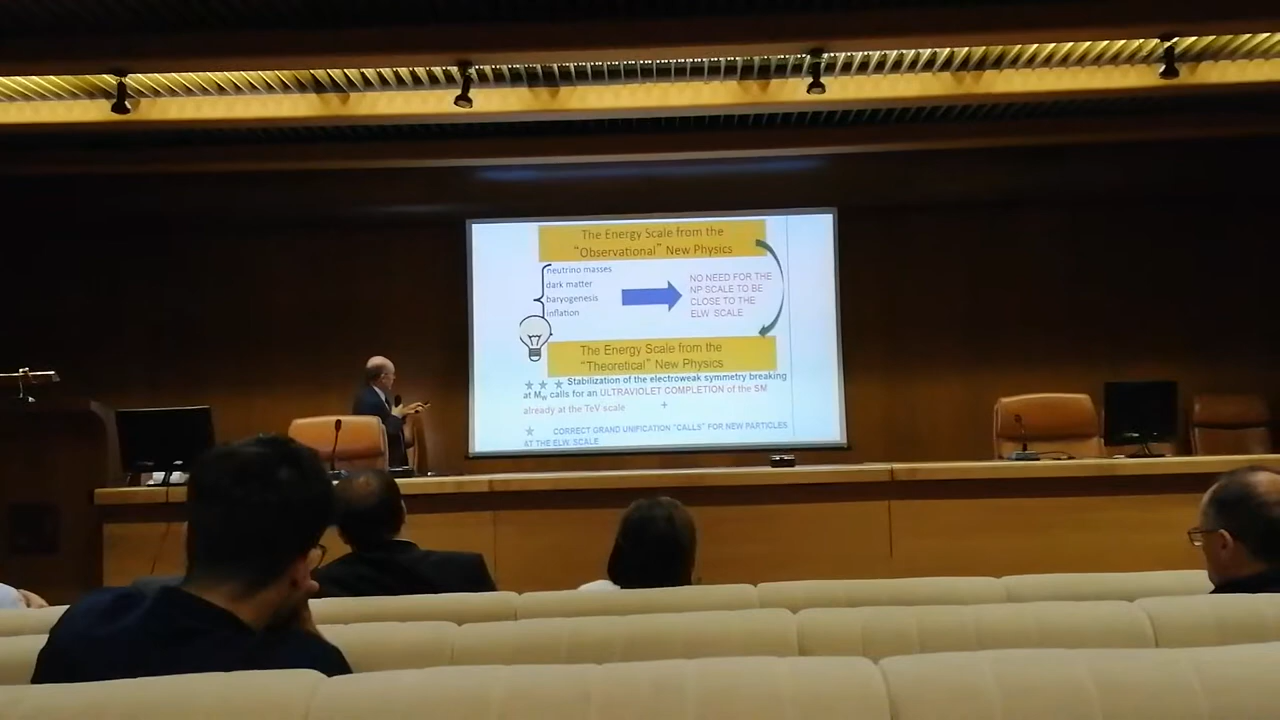 The Energy Scale from the
“Observational” New Physics
neutrino masses
dark matter
baryogenesis
inflation
NO NEED FOR THE
NP SCALE TO BE
CLOSE TO THE
ELW SCALE
The Energy Scale from the
“Theoretical” New Physics
Stabilization of the electroweak symmetry breaking
at MW calls for an ULTRAVIOLET COMPLETION of the SM
already at the TeV scale +
CORRECT GRAND UNIFICATION “CALLS” FOR NEW PARTICLES
AT THE ELW. SCALE